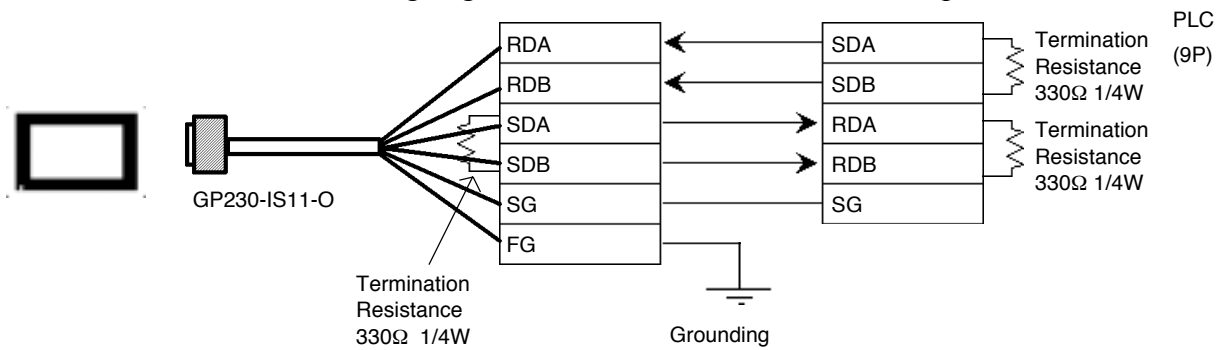 PLC
(9P)
RDA
RDB
SDA
SDB
SG
FG
SDA
SDB
RDA
RDB
SG
Termination
Resistance
330Ω 1/4W
Termination
Resistance
330Ω 1/4W
GP230-IS11-O
Termination
Resistance
330Ω 1/4W
Grounding